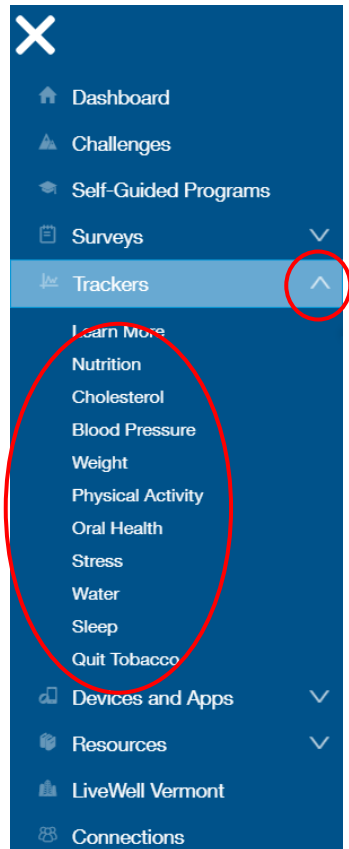 Dashboard
Challenges
Self-Guided Programs
Surveys
Trackers
Learn More
Nutrition
Cholesterol
Blood Pressure
Weight
Physical Activity
Oral Health
Stress
Water
Sleep
Quit Tobacco
Devices and Apps
Resources
LiveWell Vermont
Connections